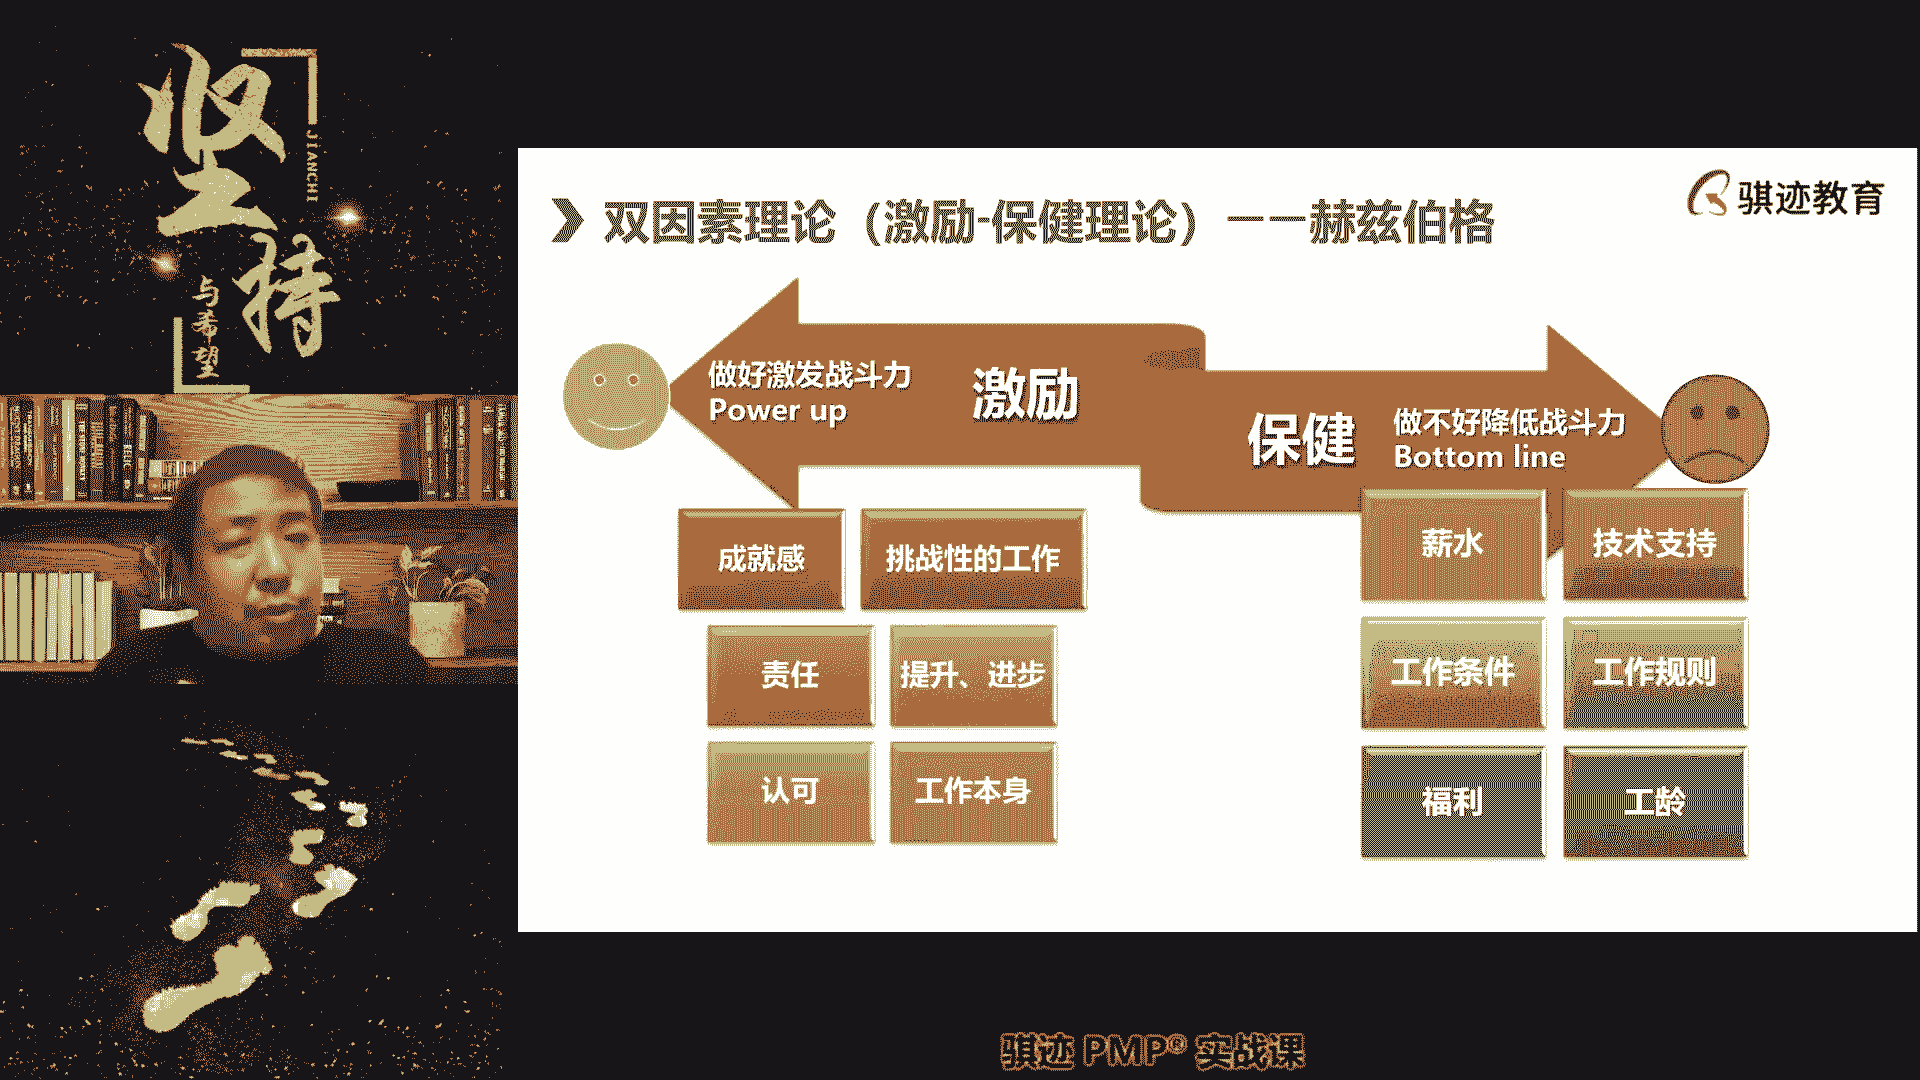 坚持
JIANCHI
与希望
双因素理论（激励-保健理论）——赫兹伯格
骐迹教育
做好激发战斗力
Power up
激励
保健
做不好降低战斗力
Bottom line
成就感
挑战性的工作
责任
提升、进步
认可
工作本身
薪水
技术支持
工作条件
工作规则
福利
工龄
骐迹 PMP® 实战课